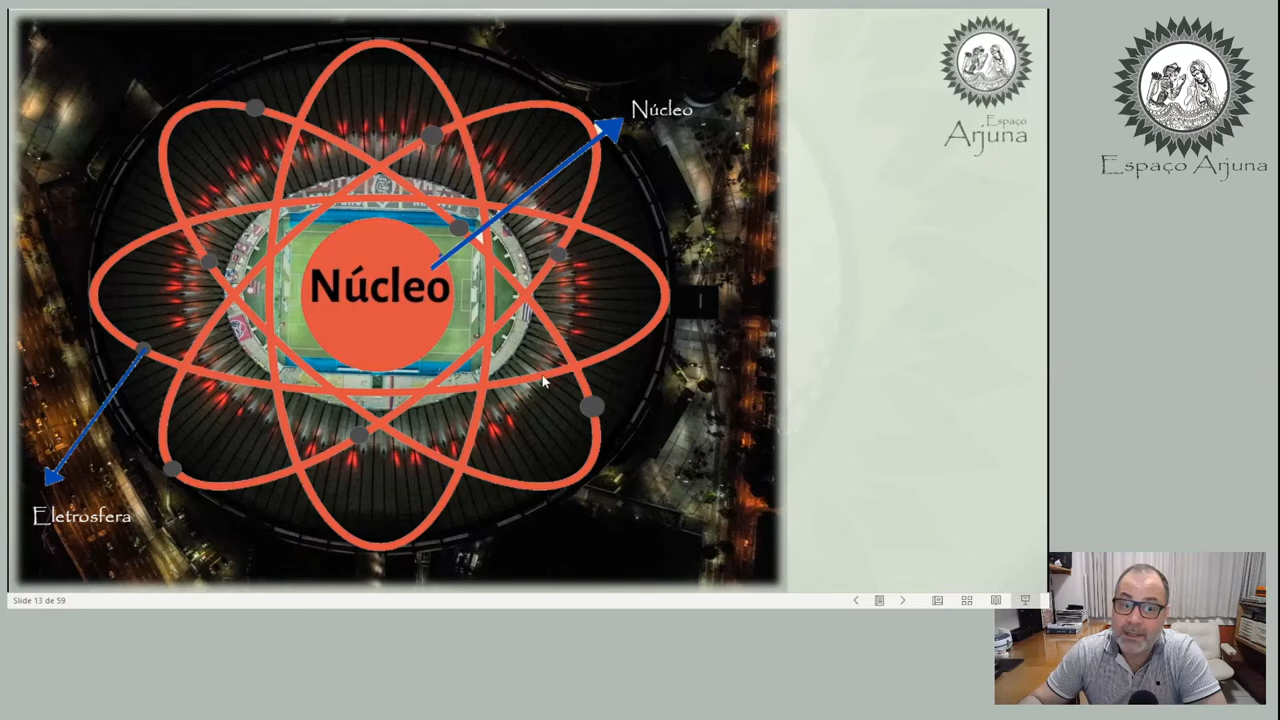 Núcleo
Núcleo
Eletrosfera
Espaço
Arjuna
Espaço Arjuna
Slide 13 de 59